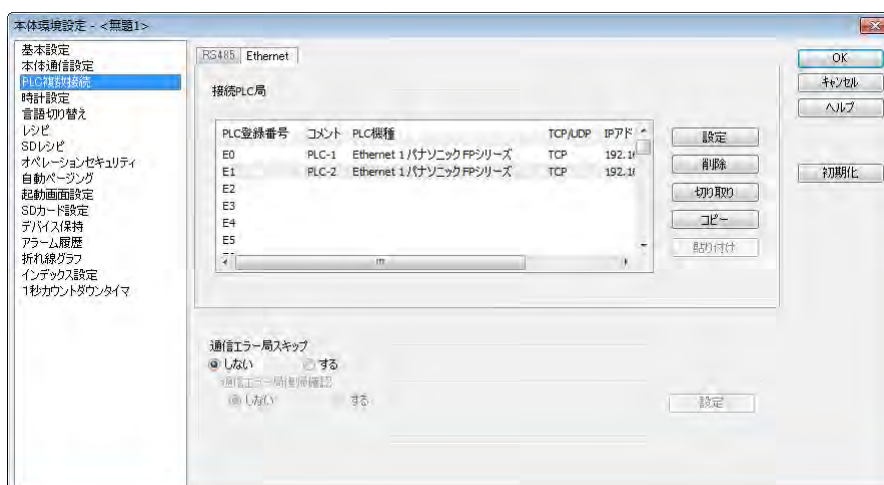 本体環境設定 - <無題1>
基本設定
本体通信設定
PLC複数接続
時計設定
言語切り替え
レシピ
SDレシピ
オペレーションセキュリティ
自動ページング
起動画面設定
SDカード設定
デバイス保持
アラーム履歴
折れ線グラフ
インデックス設定
1秒カウントダウンタイマ
RS485 Ethernet
接続PLC局
PLC登録番号 コメント PLC機種 TCP/UDP IPアド
E0 PLC-1 Ethernet 1 パナソニック FPシリーズ TCP 192.16
E1 PLC-2 Ethernet 1 パナソニック FPシリーズ TCP 192.16
E2
E3
E4
E5
設定
削除
切り取り
コピー
貼り付け
通信エラー局スキップ
しない する
通信エラー局復帰確認
しない する
設定
OK
キャンセル
ヘルプ
初期化